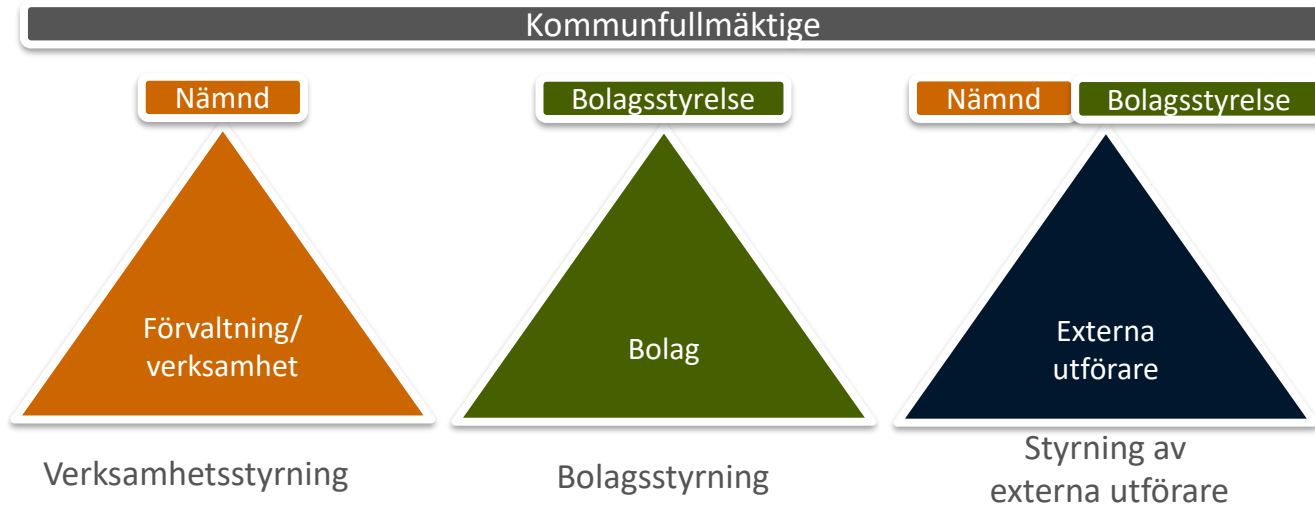 Kommunfullmäktige
Nämnd
Bolagsstyrelse
Nämnd
Bolagsstyrelse
Förvaltning/
verksamhet
Bolag
Externa
utförare
Verksamhetsstyrning
Bolagsstyrning
Styrning av
externa utförare